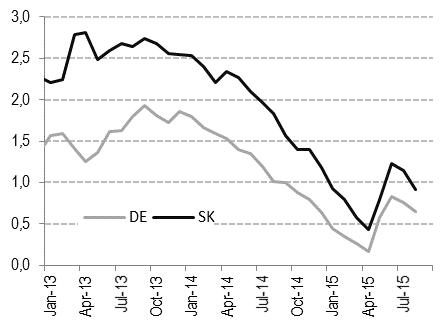 3,0
2,5
2,0
1,5
1,0
0,5
0,0
DE
SK
Jan-13
Apr-13
Jul-13
Oct-13
Jan-14
Apr-14
Jul-14
Oct-14
Jan-15
Apr-15
Jul-15